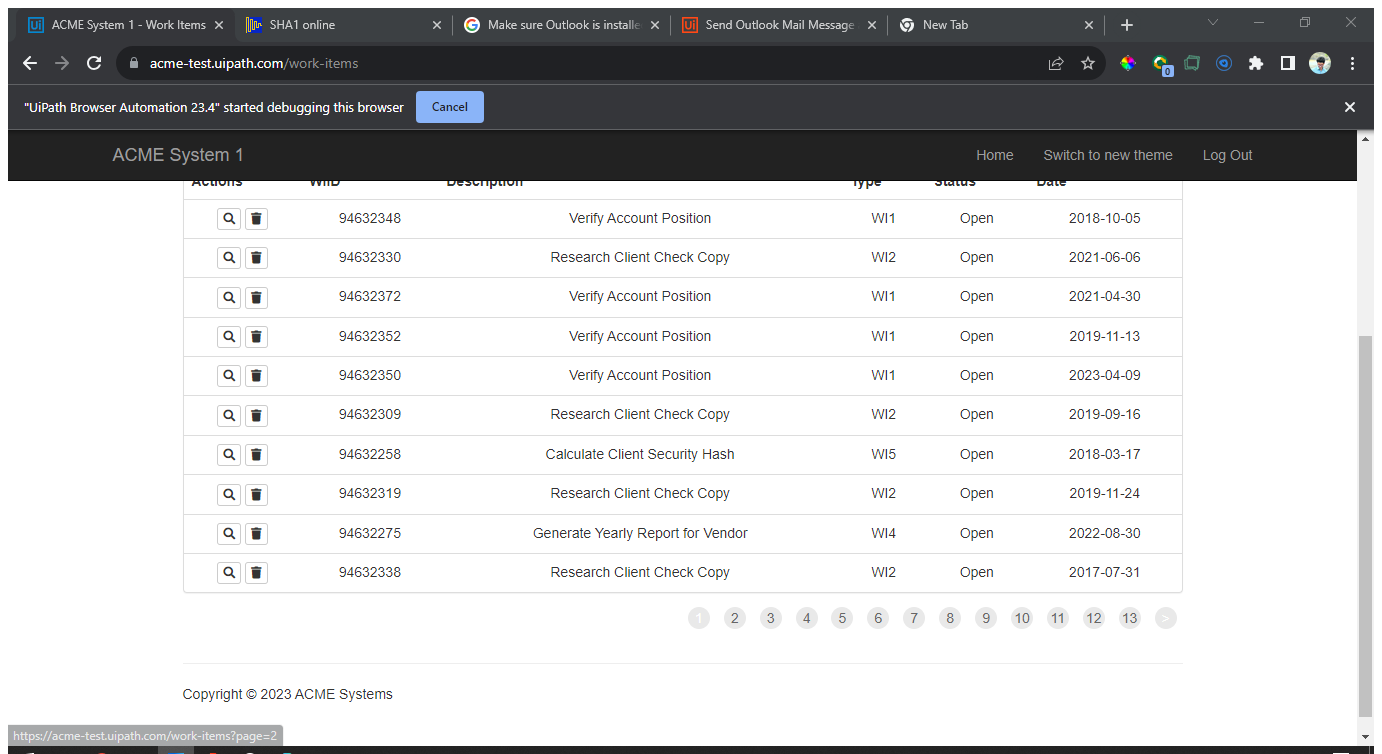 ACME System 1 - Work Items SHA1 online Make sure Outlook is installe Send Outlook Mail Message New Tab
acme-test.uipath.com/work-items
0
"UiPath Browser Automation 23.4" started debugging this browser Cancel
ACME System 1 Home Switch to new theme Log Out
Actions WIID Description Type Status Date
94632348 Verify Account Position WI1 Open 2018-10-05
94632330 Research Client Check Copy WI2 Open 2021-06-06
94632372 Verify Account Position WI1 Open 2021-04-30
94632352 Verify Account Position WI1 Open 2019-11-13
94632350 Verify Account Position WI1 Open 2023-04-09
94632309 Research Client Check Copy WI2 Open 2019-09-16
94632258 Calculate Client Security Hash WI5 Open 2018-03-17
94632319 Research Client Check Copy WI2 Open 2019-11-24
94632275 Generate Yearly Report for Vendor WI4 Open 2022-08-30
94632338 Research Client Check Copy WI2 Open 2017-07-31
1 2 3 4 5 6 7 8 9 10 11 12 13 >
Copyright © 2023 ACME Systems
https://acme-test.uipath.com/work-items?page=2